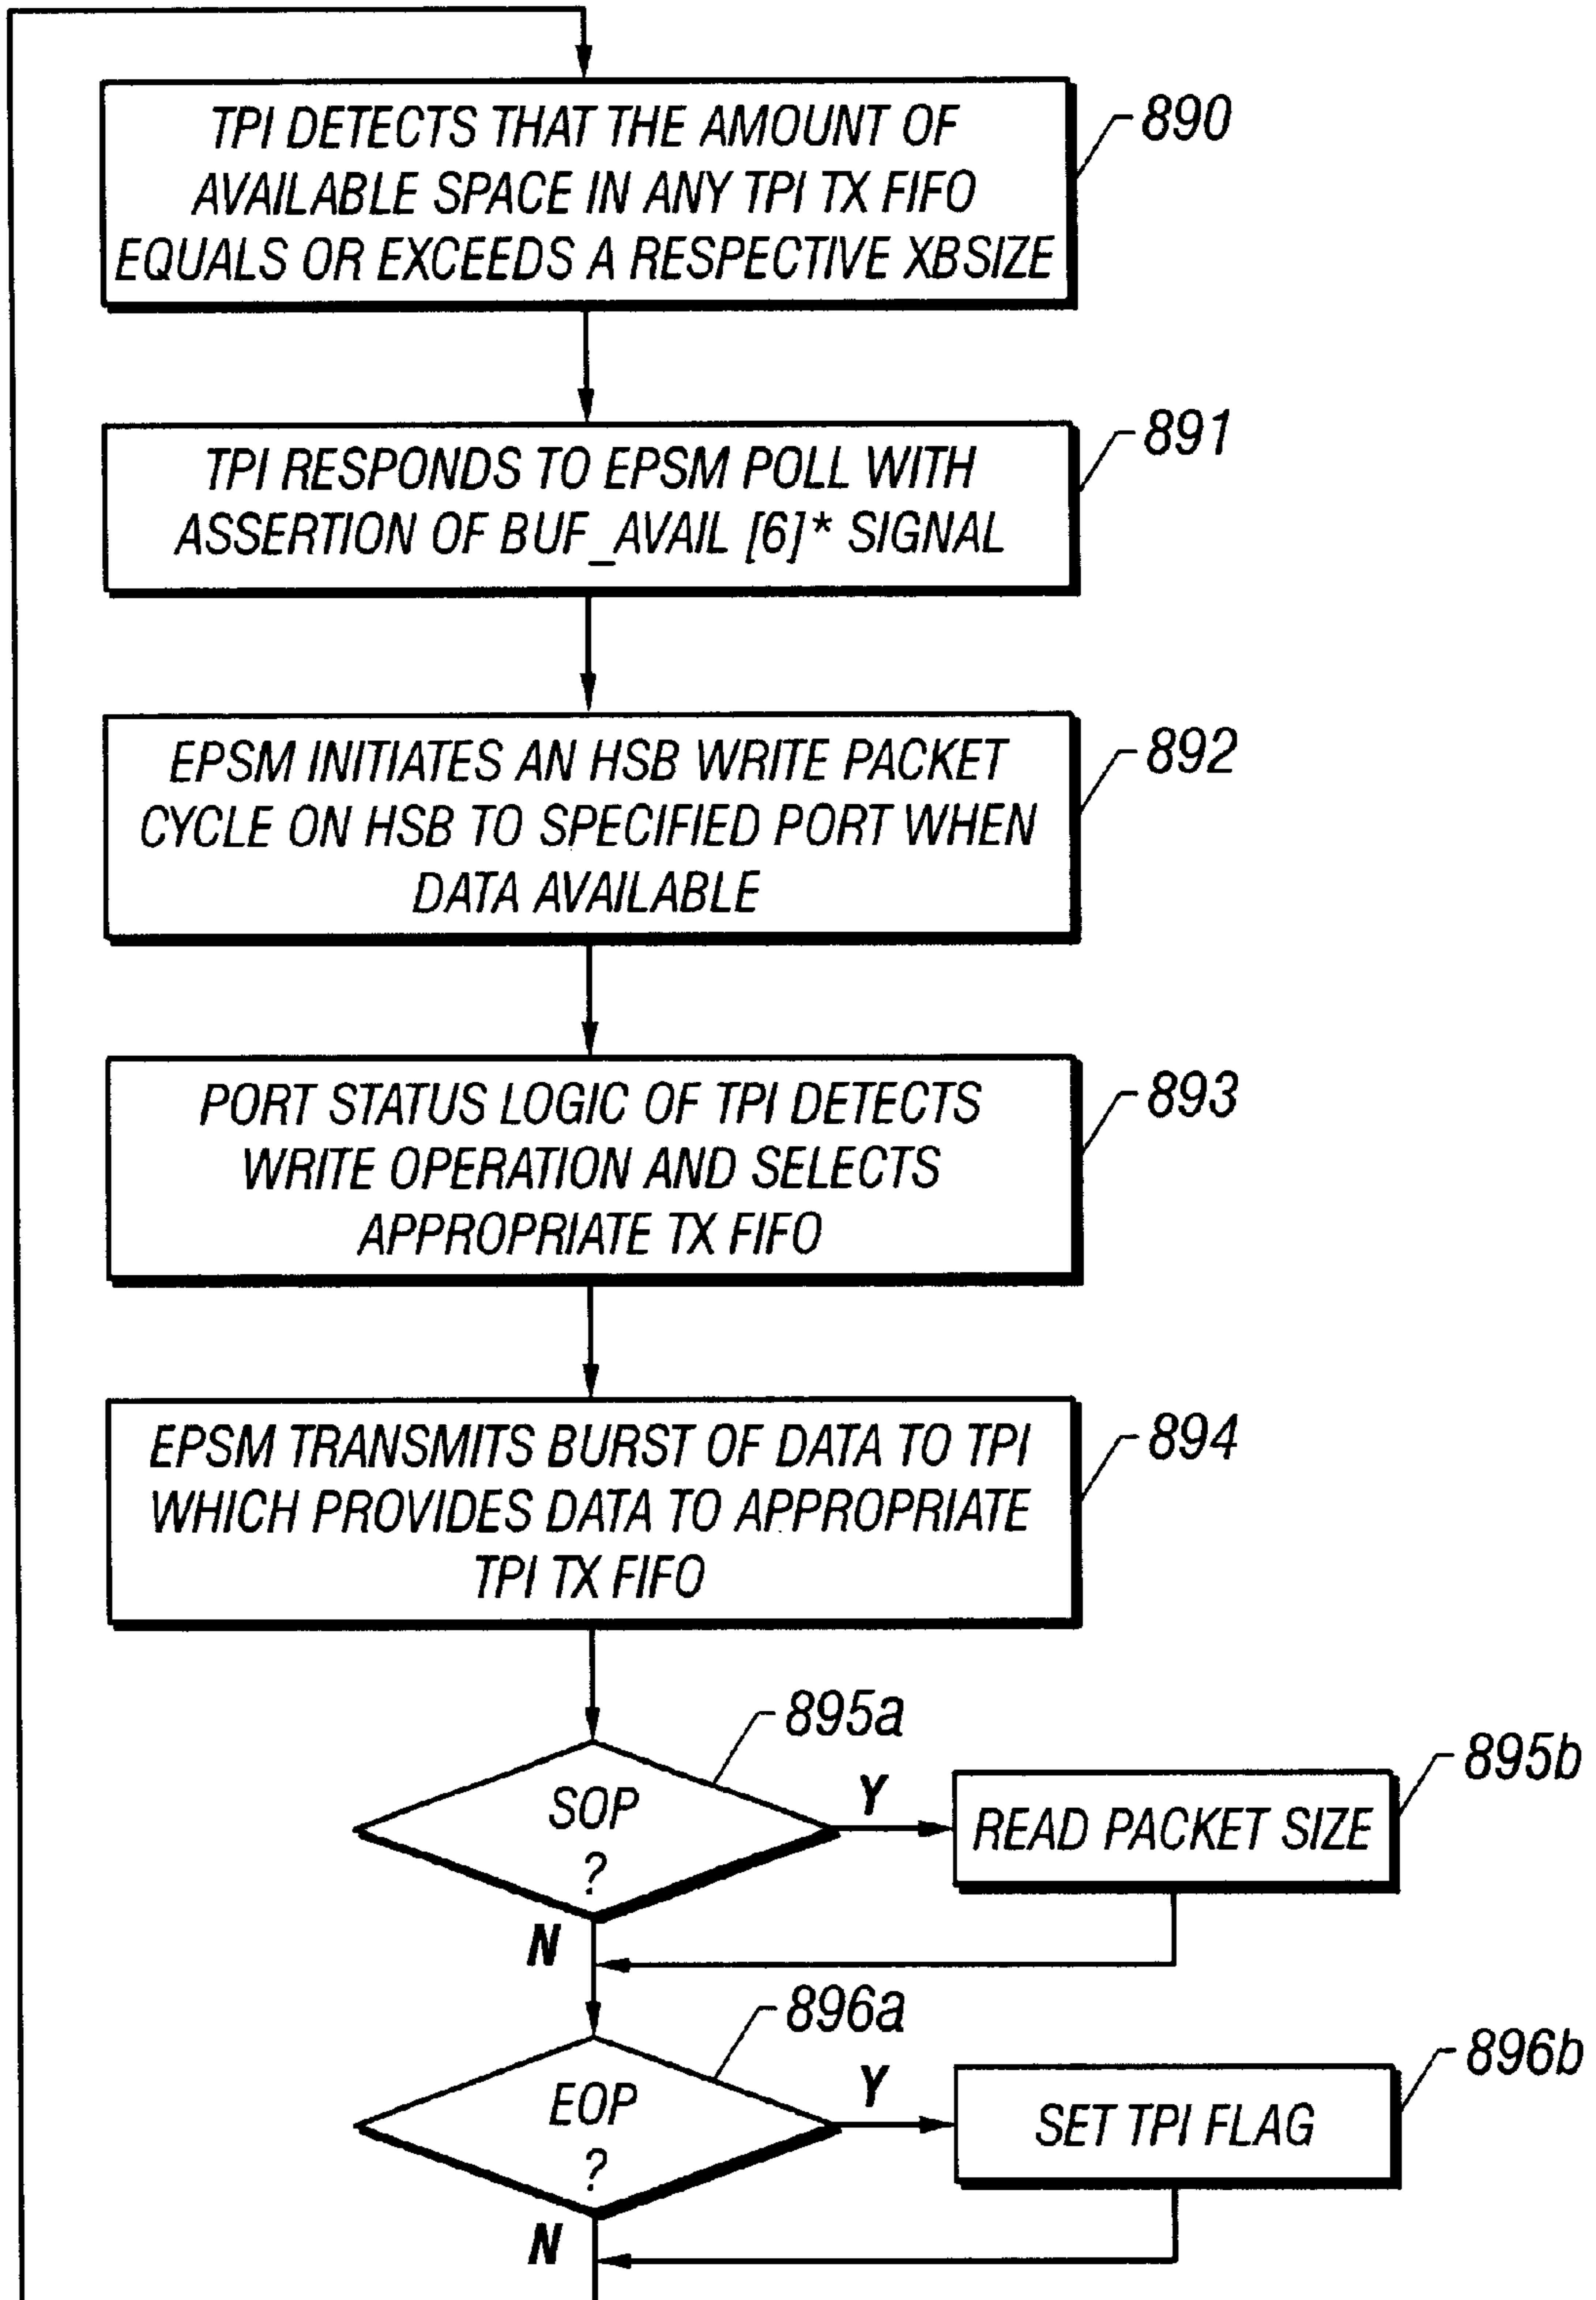 TPI DETECTS THAT THE AMOUNT OF
AVAILABLE SPACE IN ANY TPI TX FIFO
EQUALS OR EXCEEDS A RESPECTIVE XBSIZE
890
TPI RESPONDS TO EPSM POLL WITH
ASSERTION OF BUF_AVAIL [6]* SIGNAL
891
EPSM INITIATES AN HSB WRITE PACKET
CYCLE ON HSB TO SPECIFIED PORT WHEN
DATA AVAILABLE
892
PORT STATUS LOGIC OF TPI DETECTS
WRITE OPERATION AND SELECTS
APPROPRIATE TX FIFO
893
EPSM TRANSMITS BURST OF DATA TO TPI
WHICH PROVIDES DATA TO APPROPRIATE
TPI TX FIFO
894
SOP
?
895a
Y
READ PACKET SIZE
895b
N
EOP
?
896a
Y
SET TPI FLAG
896b
N